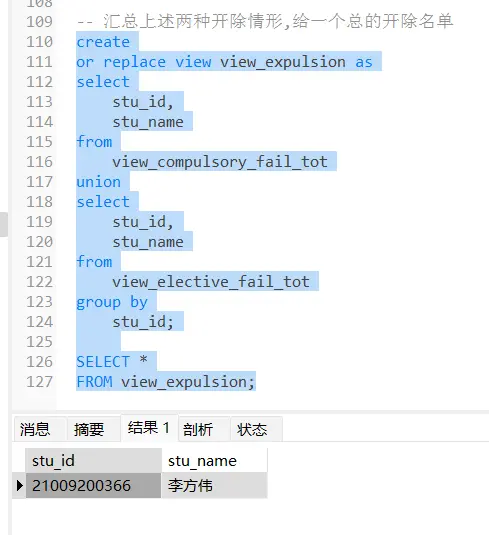 108
109 -- 汇总上述两种开除情形,给一个总的开除名单
110 create
111 or replace view view_expulsion as
112 select
113 stu_id,
114 stu_name
115 from
116 view_compulsory_fail_tot
117 union
118 select
119 stu_id,
120 stu_name
121 from
122 view_elective_fail_tot
123 group by
124 stu_id;
125
126 SELECT *
127 FROM view_expulsion;
消息 摘要 结果 1 剖析 状态
stu_id stu_name
21009200366 李方伟